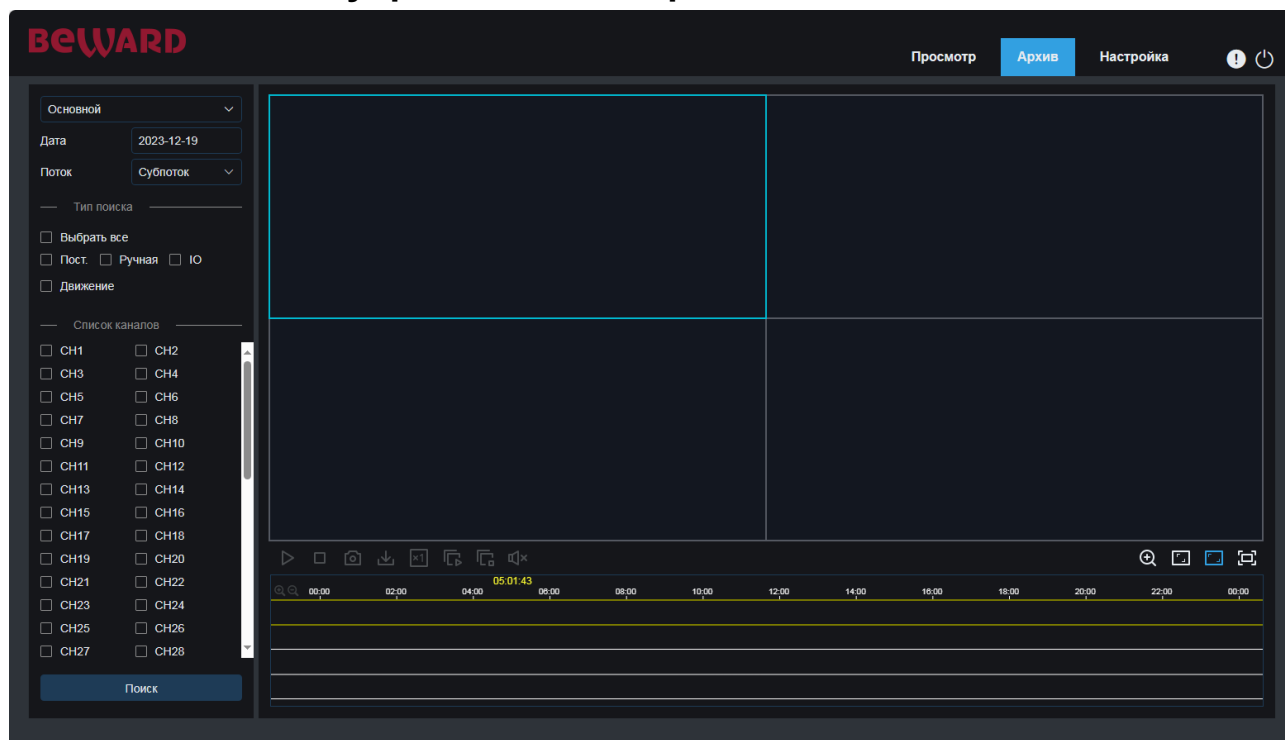 BEWARD
Просмотр Архив Настройка
Основной
Дата 2023-12-19
Поток Субпоток
Тип поиска
Выбрать все
Пост. Ручная IO
Движение
Список каналов
CH1 CH2
CH3 CH4
CH5 CH6
CH7 CH8
CH9 CH10
CH11 CH12
CH13 CH14
CH15 CH16
CH17 CH18
CH19 CH20
CH21 CH22
CH23 CH24
CH25 CH26
CH27 CH28
Поиск
×1
05:01:43
00:00 02:00 04:00 06:00 08:00 10:00 12:00 14:00 16:00 18:00 20:00 22:00 00:00